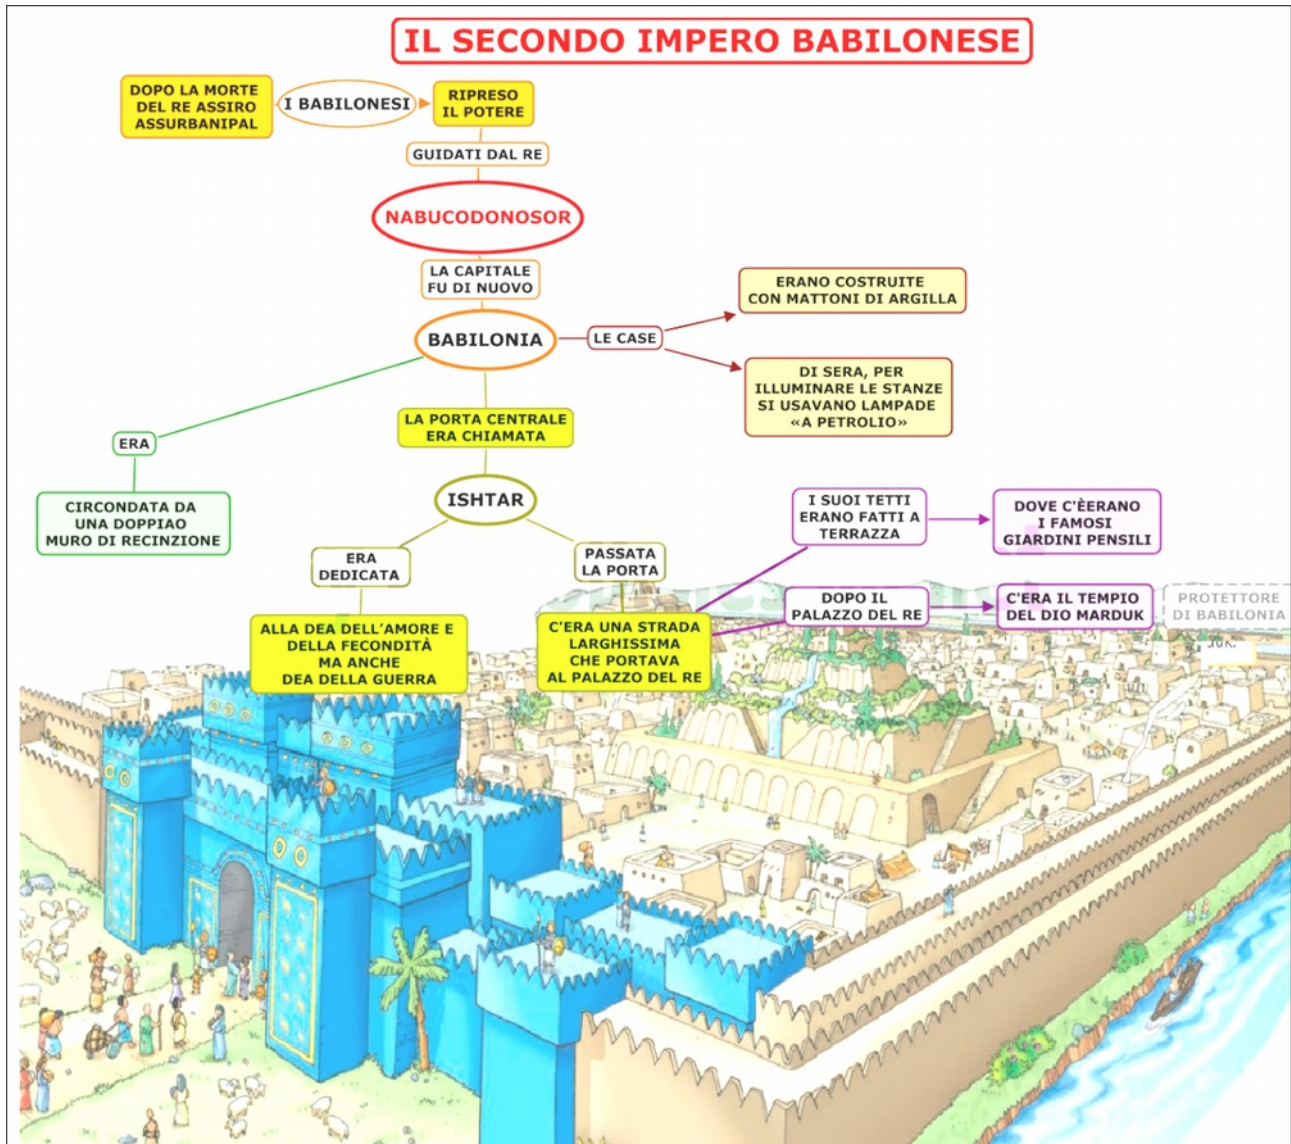 IL SECONDO IMPERO BABILONESE
DOPO LA MORTE
DEL RE ASSIRO
ASSURBANIPAL
I BABILONESI
RIPRESO
IL POTERE
GUIDATI DAL RE
NABUCODONOSOR
LA CAPITALE
FU DI NUOVO
BABILONIA
LE CASE
ERANO COSTRUITE
CON MATTONI DI ARGILLA
DI SERA, PER
ILLUMINARE LE STANZE
SI USAVANO LAMPADE
«A PETROLIO»
ERA
CIRCONDATA DA
UNA DOPPIAO
MURO DI RECINZIONE
LA PORTA CENTRALE
ERA CHIAMATA
ISHTAR
ERA
DEDICATA
ALLA DEA DELL'AMORE E
DELLA FECONDITÀ
MA ANCHE
DEA DELLA GUERRA
PASSATA
LA PORTA
C'ERA UNA STRADA
LARGHISSIMA
CHE PORTAVA
AL PALAZZO DEL RE
I SUOI TETTI
ERANO FATTI A
TERRAZZA
DOVE C'ÈERANO
I FAMOSI
GIARDINI PENSILI
DOPO IL
PALAZZO DEL RE
C'ERA IL TEMPIO
DEL DIO MARDUK
PROTETTORE
DI BABILONIA